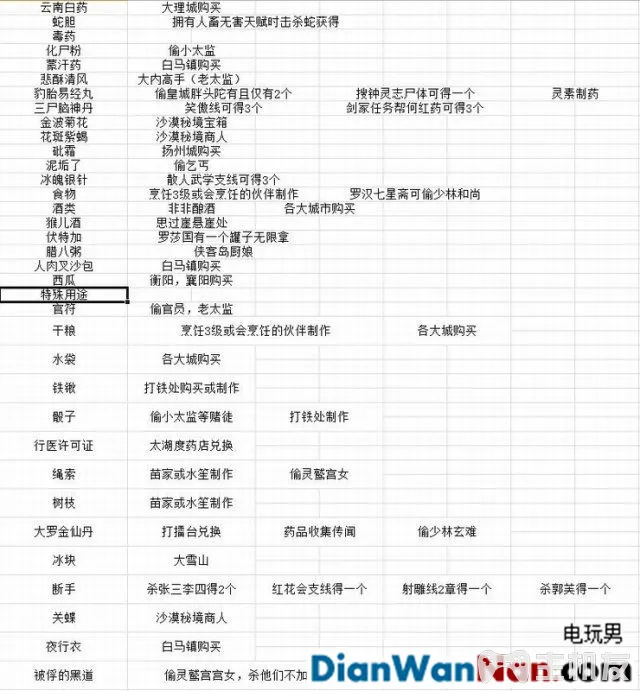 云南白药 大理城购买
蛇胆 拥有人畜无害天赋时击杀蛇获得
毒药
化尸粉 偷小太监
蒙汗药 白马镇购买
悲酥清风 大内高手（老太监）
豹胎易经丸 偷皇城胖头陀有且仅有2个 搜钟灵志尸体可得一个 灵素制药
三尸脑神丹 笑傲线可得3个 剑冢任务帮何红药可得3个
金波菊花 沙漠秘境宝箱
花斑紫蝎 沙漠秘境商人
砒霜 扬州城购买
泥垢了 偷乞丐
冰魄银针 散人武学支线可得3个
食物 烹饪3级或会烹饪的伙伴制作 罗汉七星斋可偷少林和尚
酒类 非非酿酒 各大城市购买
猴儿酒 思过崖悬崖处
伏特加 罗莎国有一个罐子无限拿
腊八粥 侠客岛厨娘
人肉叉沙包 白马镇购买
西瓜 衡阳，襄阳购买
特殊用途
官符 偷官员，老太监
干粮 烹饪3级或会烹饪的伙伴制作 各大城购买
水袋 各大城购买
铁锹 打铁处购买或制作
骰子 偷小太监等赌徒 打铁处制作
行医许可证 太湖度药店兑换
绳索 苗家或水笙制作 偷灵鹫宫女
树枝 苗家或水笙制作
大罗金仙丹 打擂台兑换 药品收集传闻 偷少林玄难
冰块 大雪山
断手 杀张三李四得2个 红花会支线得一个 射雕线2章得一个 杀郭芙得一个
关蝶 沙漠秘境商人
夜行衣 白马镇购买
被俘的黑道 偷灵鹫宫宫女，杀他们不加
电玩男
DianWanNan.com